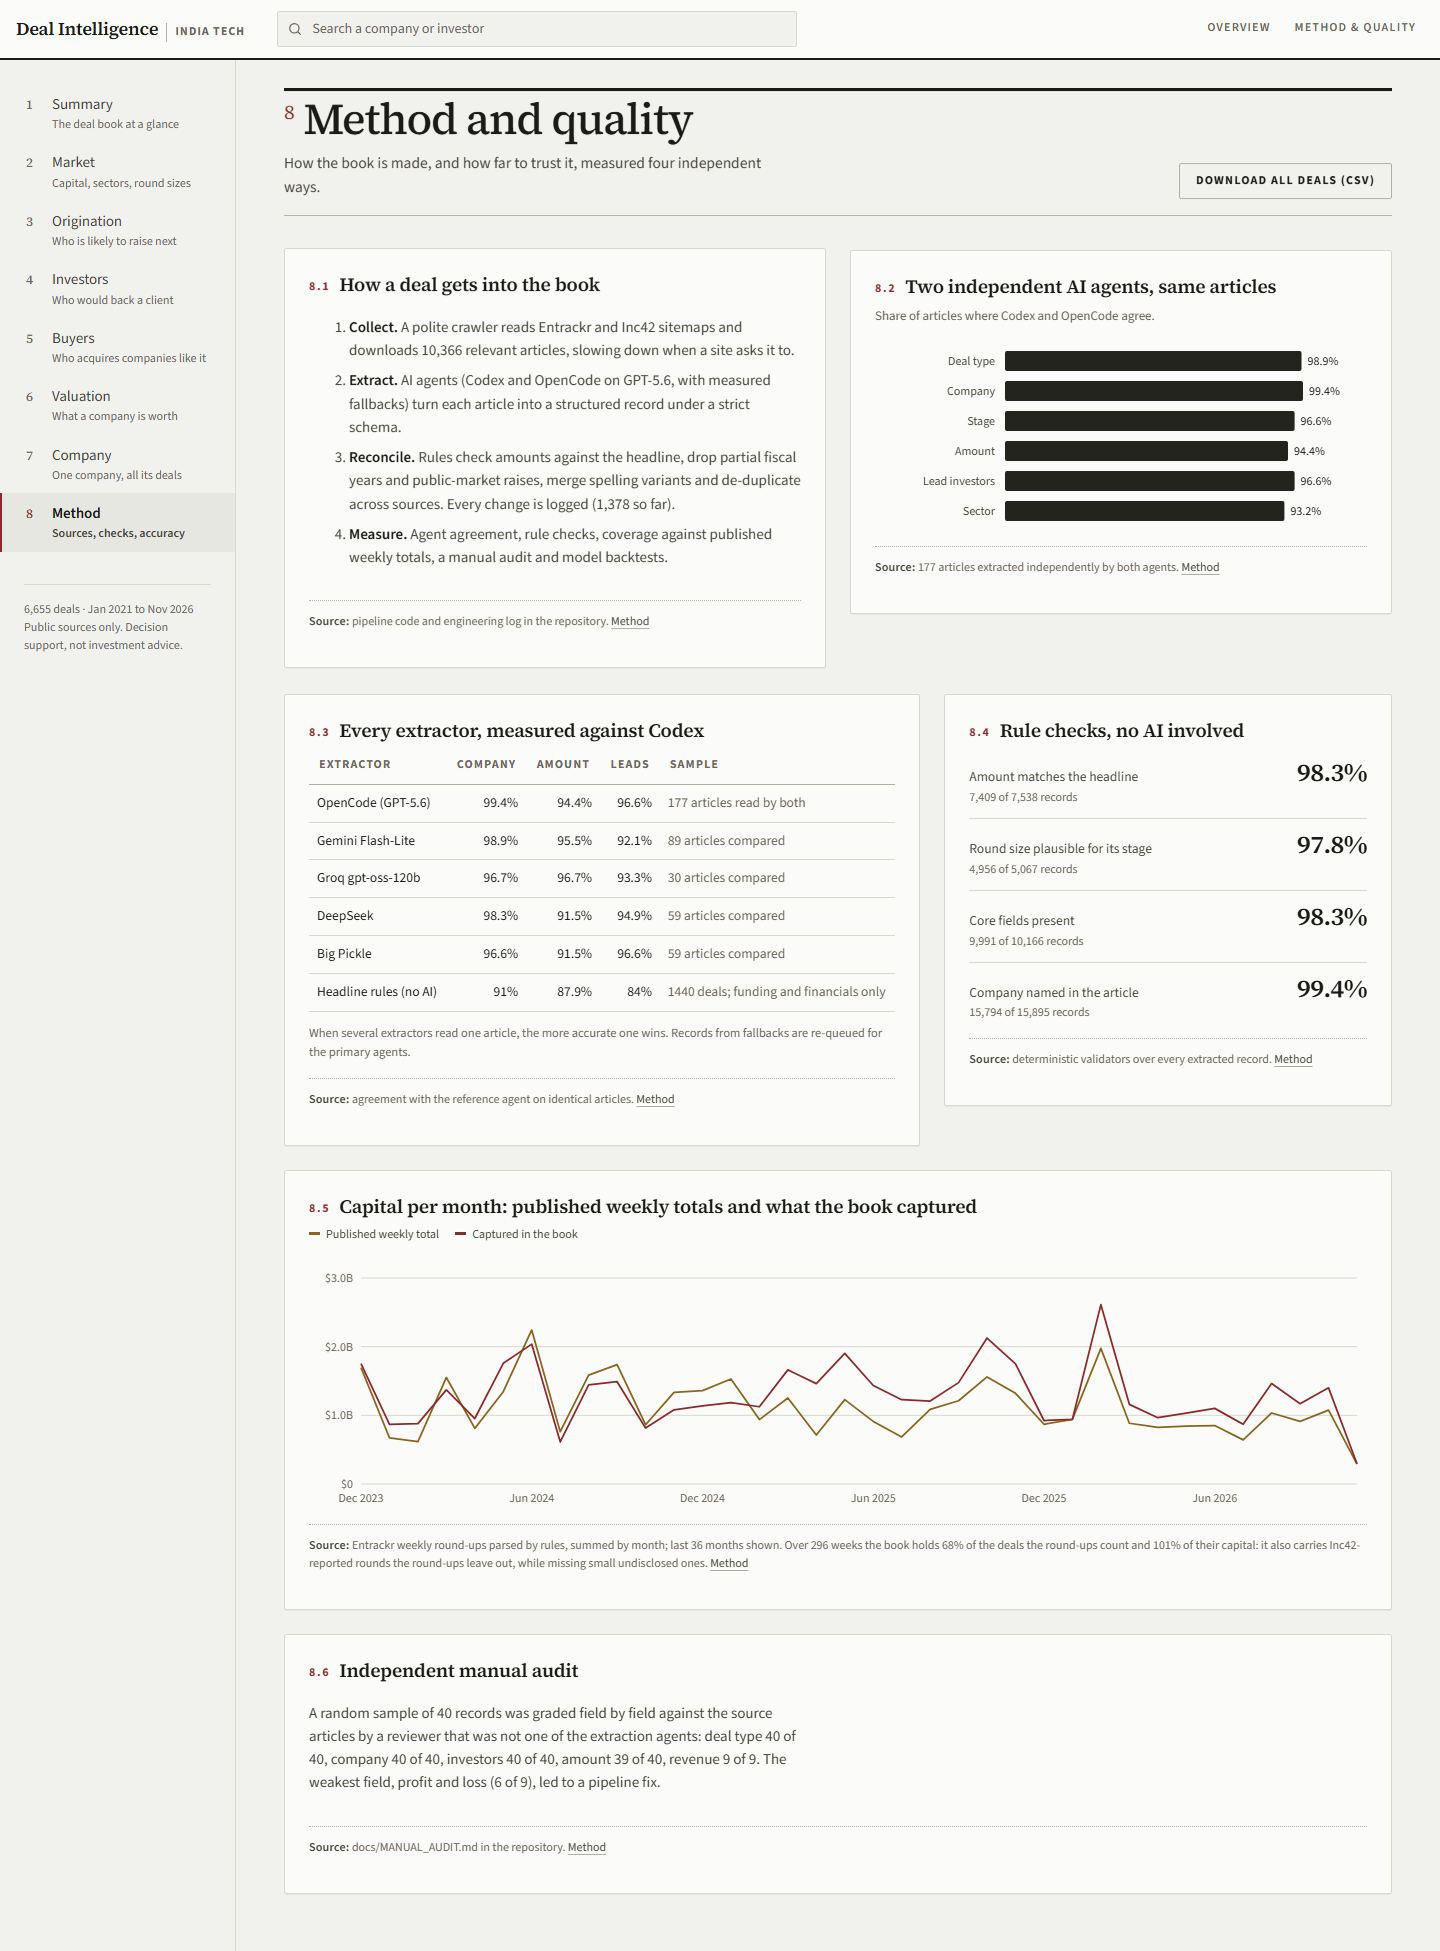 Deal Intelligence | INDIA TECH
Search a company or investor
OVERVIEW
METHOD & QUALITY
1 Summary
The deal book at a glance
2 Market
Capital, sectors, round sizes
3 Origination
Who is likely to raise next
4 Investors
Who would back a client
5 Buyers
Who acquires companies like it
6 Valuation
What a company is worth
7 Company
One company, all its deals
8 Method
Sources, checks, accuracy
6,655 deals · Jan 2021 to Nov 2026
Public sources only. Decision
support, not investment advice.
8 Method and quality
How the book is made, and how far to trust it, measured four independent
ways.
DOWNLOAD ALL DEALS (CSV)
8.1 How a deal gets into the book
1. Collect. A polite crawler reads Entrackr and Inc42 sitemaps and
downloads 10,366 relevant articles, slowing down when a site asks it to.
2. Extract. AI agents (Codex and OpenCode on GPT-5.6, with measured
fallbacks) turn each article into a structured record under a strict
schema.
3. Reconcile. Rules check amounts against the headline, drop partial fiscal
years and public-market raises, merge spelling variants and de-duplicate
across sources. Every change is logged (1,378 so far).
4. Measure. Agent agreement, rule checks, coverage against published
weekly totals, a manual audit and model backtests.
Source: pipeline code and engineering log in the repository. Method
8.2 Two independent AI agents, same articles
Share of articles where Codex and OpenCode agree.
Deal type 98.9%
Company 99.4%
Stage 96.6%
Amount 94.4%
Lead investors 96.6%
Sector 93.2%
Source: 177 articles extracted independently by both agents. Method
8.3 Every extractor, measured against Codex
EXTRACTOR COMPANY AMOUNT LEADS SAMPLE
OpenCode (GPT-5.6) 99.4% 94.4% 96.6% 177 articles read by both
Gemini Flash-Lite 98.9% 95.5% 92.1% 89 articles compared
Groq gpt-oss-120b 96.7% 96.7% 93.3% 30 articles compared
DeepSeek 98.3% 91.5% 94.9% 59 articles compared
Big Pickle 96.6% 91.5% 96.6% 59 articles compared
Headline rules (no AI) 91% 87.9% 84% 1440 deals; funding and financials only
When several extractors read one article, the more accurate one wins. Records from fallbacks are re-queued for
the primary agents.
Source: agreement with the reference agent on identical articles. Method
8.4 Rule checks, no AI involved
Amount matches the headline 98.3%
7,409 of 7,538 records
Round size plausible for its stage 97.8%
4,956 of 5,067 records
Core fields present 98.3%
9,991 of 10,166 records
Company named in the article 99.4%
15,794 of 15,895 records
Source: deterministic validators over every extracted record. Method
8.5 Capital per month: published weekly totals and what the book captured
Published weekly total Captured in the book
$3.0B
$2.0B
$1.0B
$0
Dec 2023 Jun 2024 Dec 2024 Jun 2025 Dec 2025 Jun 2026
Source: Entrackr weekly round-ups parsed by rules, summed by month; last 36 months shown. Over 296 weeks the book holds 68% of the deals the round-ups count and 101% of their capital: it also carries Inc42-
reported rounds the round-ups leave out, while missing small undisclosed ones. Method
8.6 Independent manual audit
A random sample of 40 records was graded field by field against the source
articles by a reviewer that was not one of the extraction agents: deal type 40 of
40, company 40 of 40, investors 40 of 40, amount 39 of 40, revenue 9 of 9. The
weakest field, profit and loss (6 of 9), led to a pipeline fix.
Source: docs/MANUAL_AUDIT.md in the repository. Method